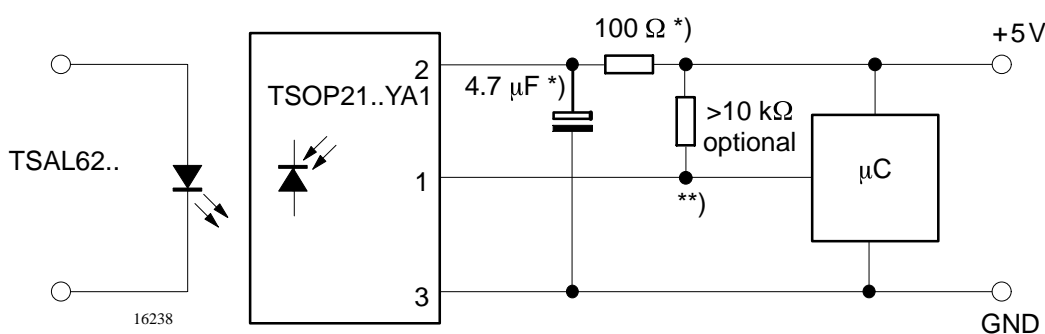 100 Ω *)
+5V
2
4.7 µF *)
TSOP21..YA1
>10 kΩ
optional
TSAL62..
1
µC
**)
3
16238
GND